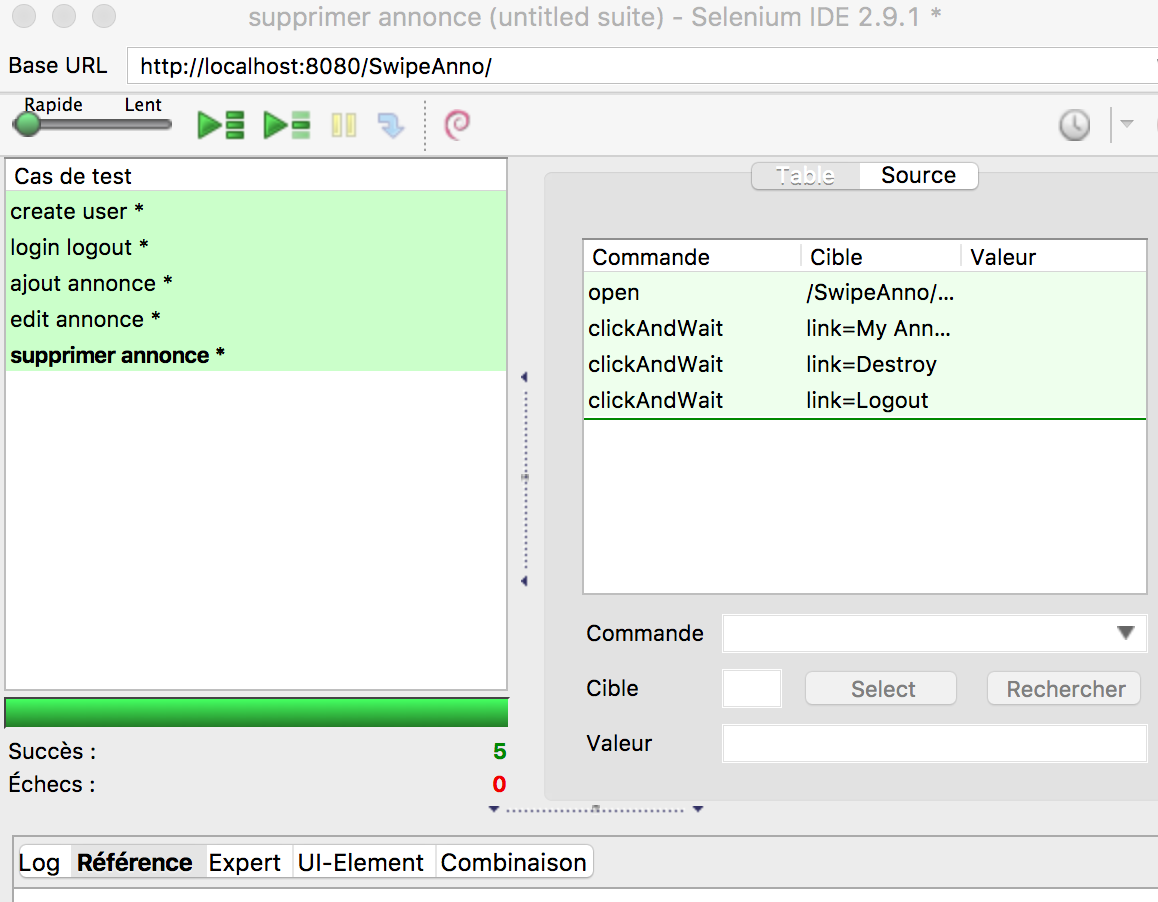 supprimer annonce (untitled suite) - Selenium IDE 2.9.1 *
Base URL http://localhost:8080/SwipeAnno/
Rapide Lent
Cas de test
create user *
login logout *
ajout annonce *
edit annonce *
supprimer annonce *
Succès : 5
Échecs : 0
Table Source
Commande Cible Valeur
open /SwipeAnno/...
clickAndWait link=My Ann...
clickAndWait link=Destroy
clickAndWait link=Logout
Commande
Cible Select Rechercher
Valeur
Log Référence Expert UI-Element Combinaison